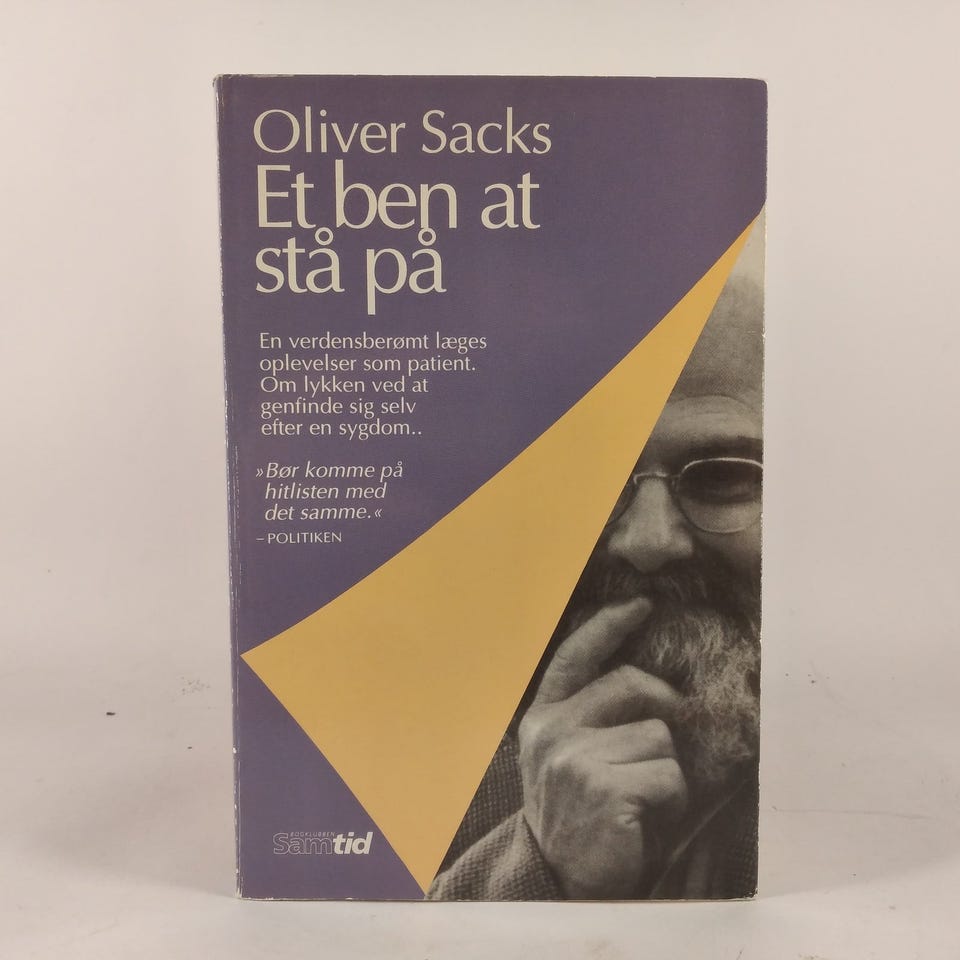 Oliver Sacks
Et ben at
stå på
En verdensberømt læges
oplevelser som patient.
Om lykken ved at
genfinde sig selv
efter en sygdom..
»Bør komme på
hitlisten med
det samme.«
– POLITIKEN
BOGKLUBBEN
Samtid